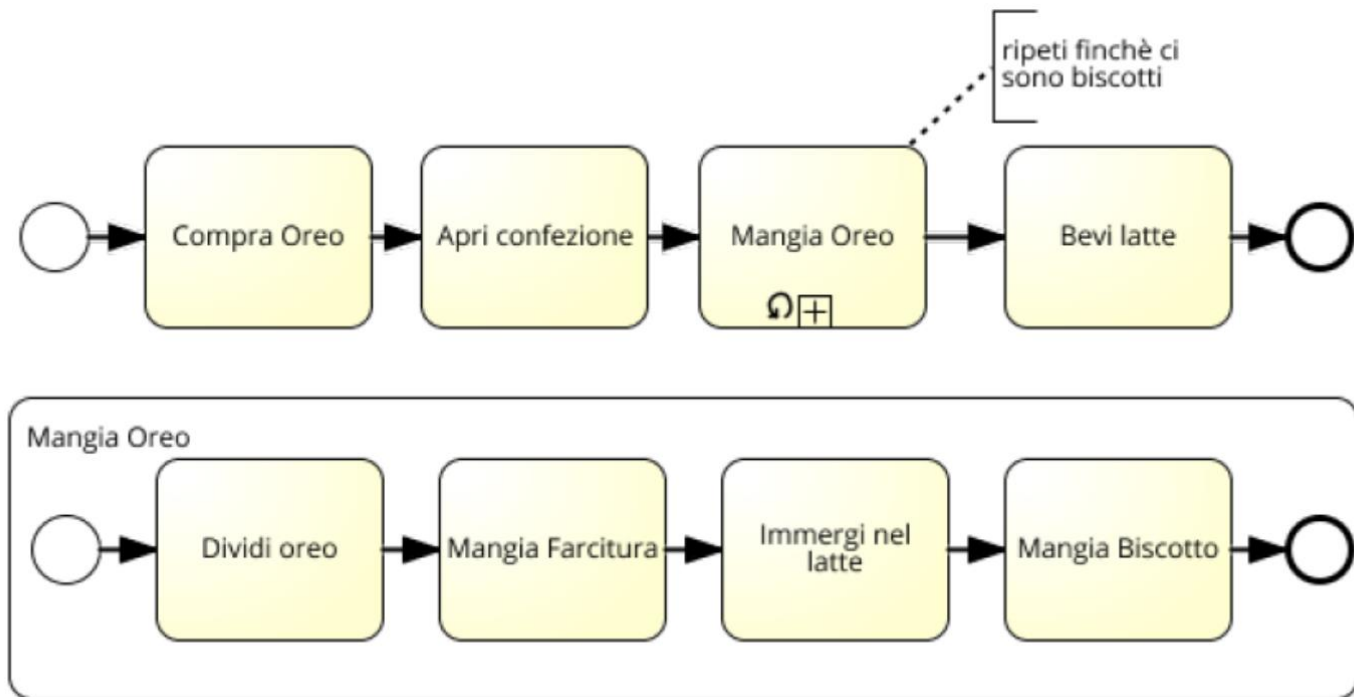 ripeti finchè ci
sono biscotti
Compra Oreo
Apri confezione
Mangia Oreo
Bevi latte
Mangia Oreo
Dividi oreo
Mangia Farcitura
Immergi nel
latte
Mangia Biscotto